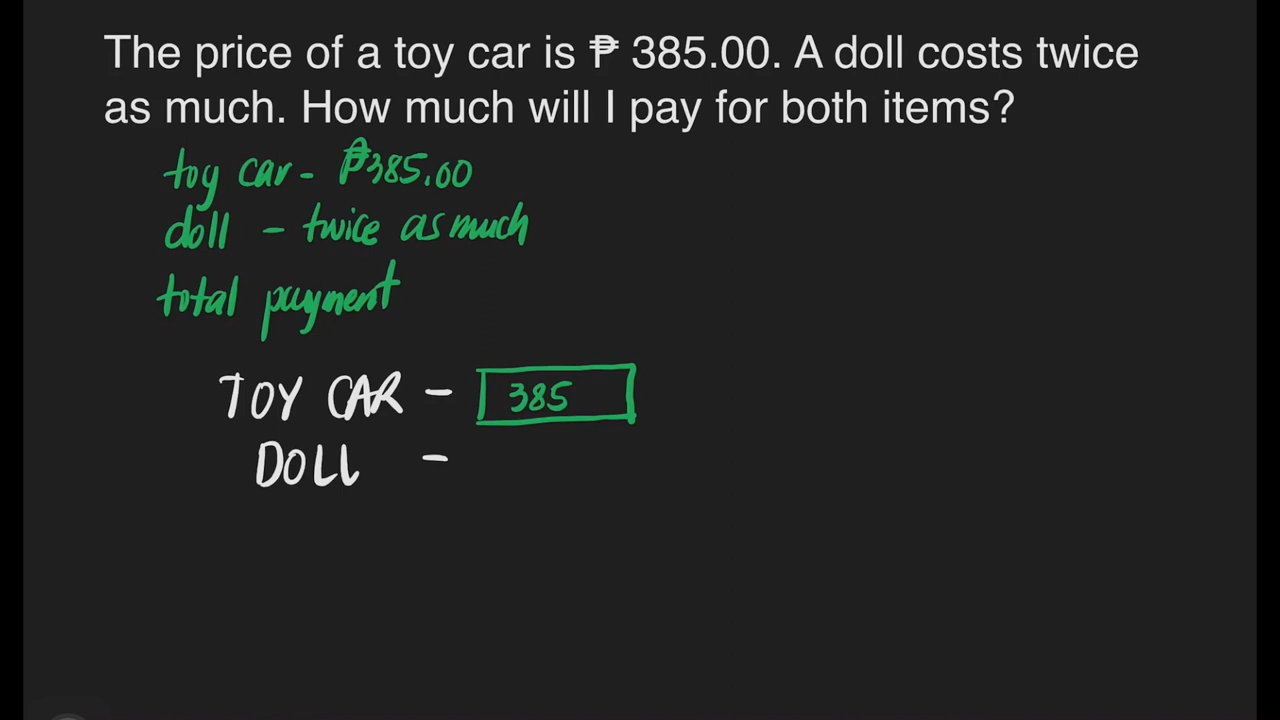 The price of a toy car is ₱ 385.00. A doll costs twice
as much. How much will I pay for both items?
toy car - ₱385.00
doll - twice as much
total payment
TOY CAR - 385
DOLL -